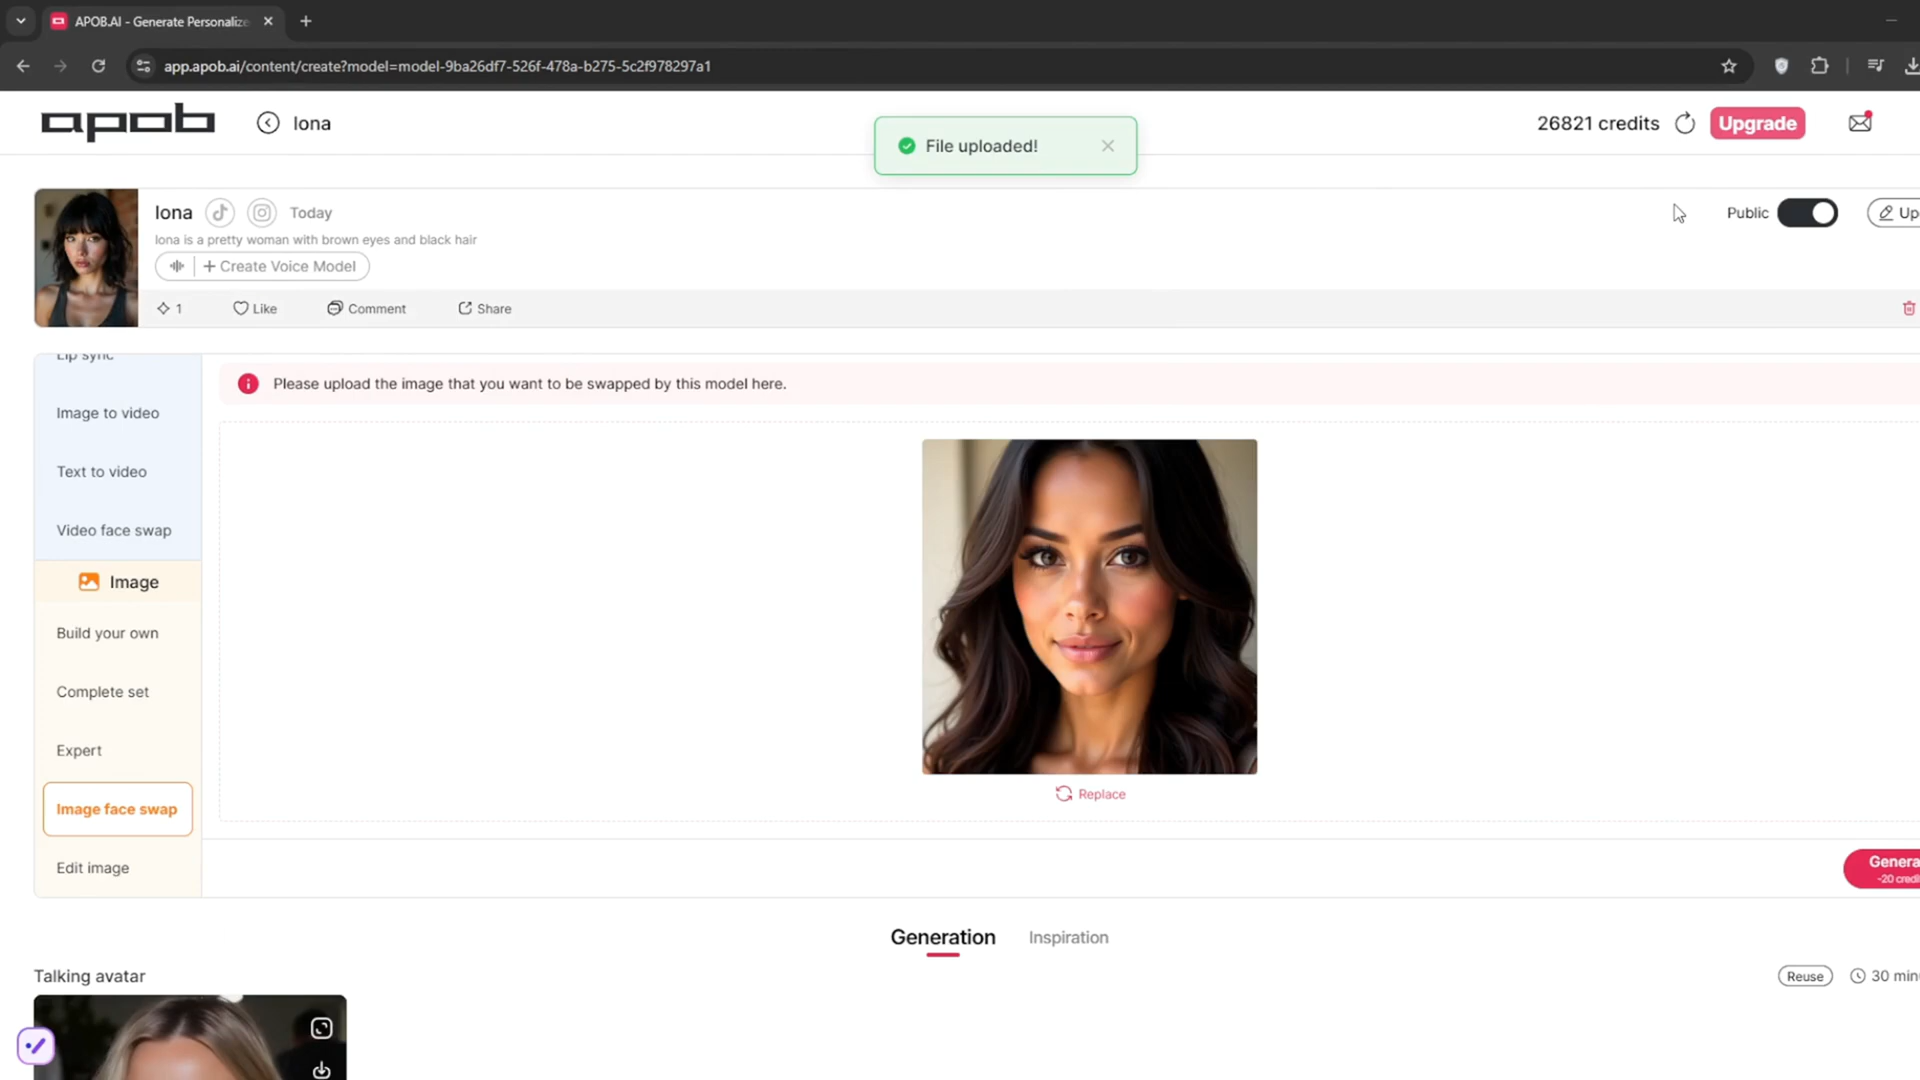 APOB.AI - Generate Personalize
app.apob.ai/content/create?model=model-9ba26df7-526f-478a-b275-5c2f978297a1
apob
Iona
26821 credits
Upgrade
File uploaded!
Iona
Today
Public
Up
Iona is a pretty woman with brown eyes and black hair
+ Create Voice Model
1
Like
Comment
Share
Lip sync
Image to video
Text to video
Video face swap
Image
Build your own
Complete set
Expert
Image face swap
Edit image
Please upload the image that you want to be swapped by this model here.
Replace
Genera
-20 credi
Generation
Inspiration
Talking avatar
Reuse
30 min